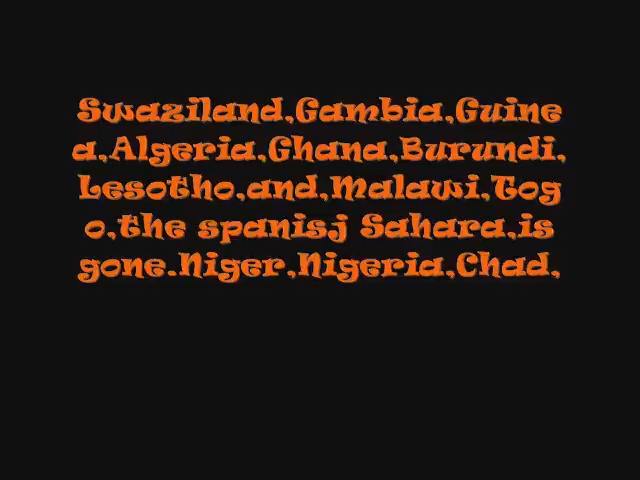 Swaziland,Gambia,Guine
a,Algeria,Ghana,Burundi,
Lesotho,and,Malawi,Tog
o,the spanisj Sahara,is
gone.Niger,Nigeria,Chad,